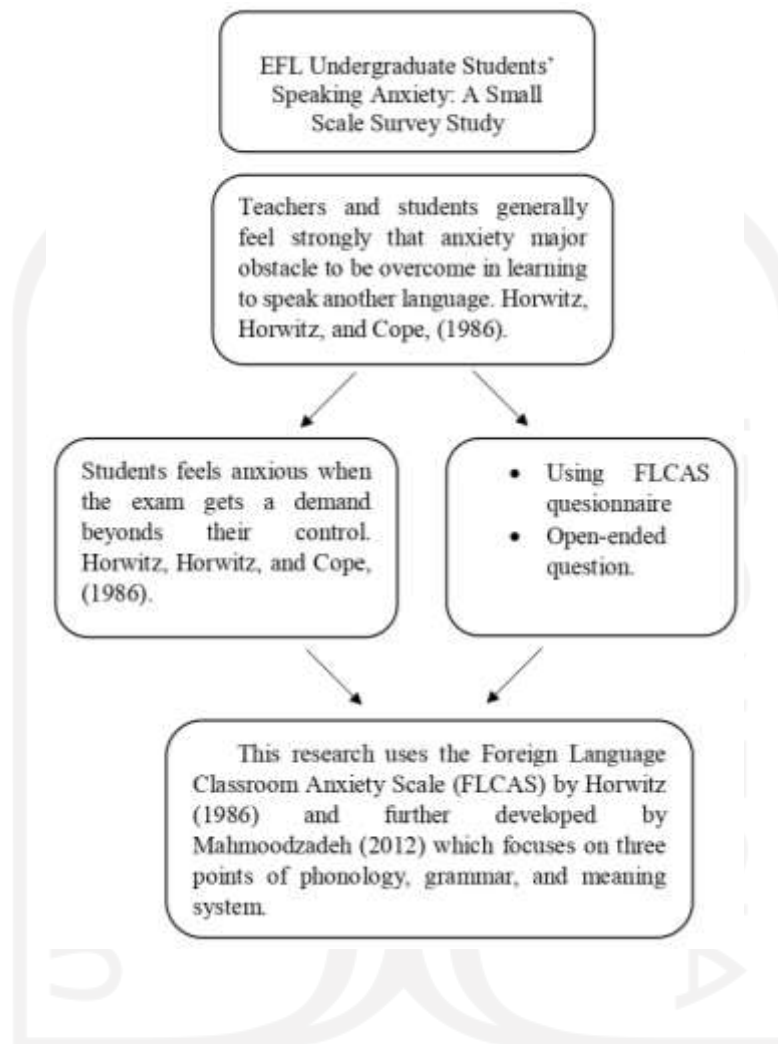 EFL Undergraduate Students’
Speaking Anxiety: A Small
Scale Survey Study
Teachers and students generally
feel strongly that anxiety major
obstacle to be overcome in learning
to speak another language. Horwitz,
Horwitz, and Cope, (1986).
Students feels anxious when
the exam gets a demand
beyonds their control.
Horwitz, Horwitz, and Cope,
(1986).
• Using FLCAS
quesionnaire
• Open-ended
question.
This research uses the Foreign Language
Classroom Anxiety Scale (FLCAS) by Horwitz
(1986) and further developed by
Mahmoodzadeh (2012) which focuses on three
points of phonology, grammar, and meaning
system.